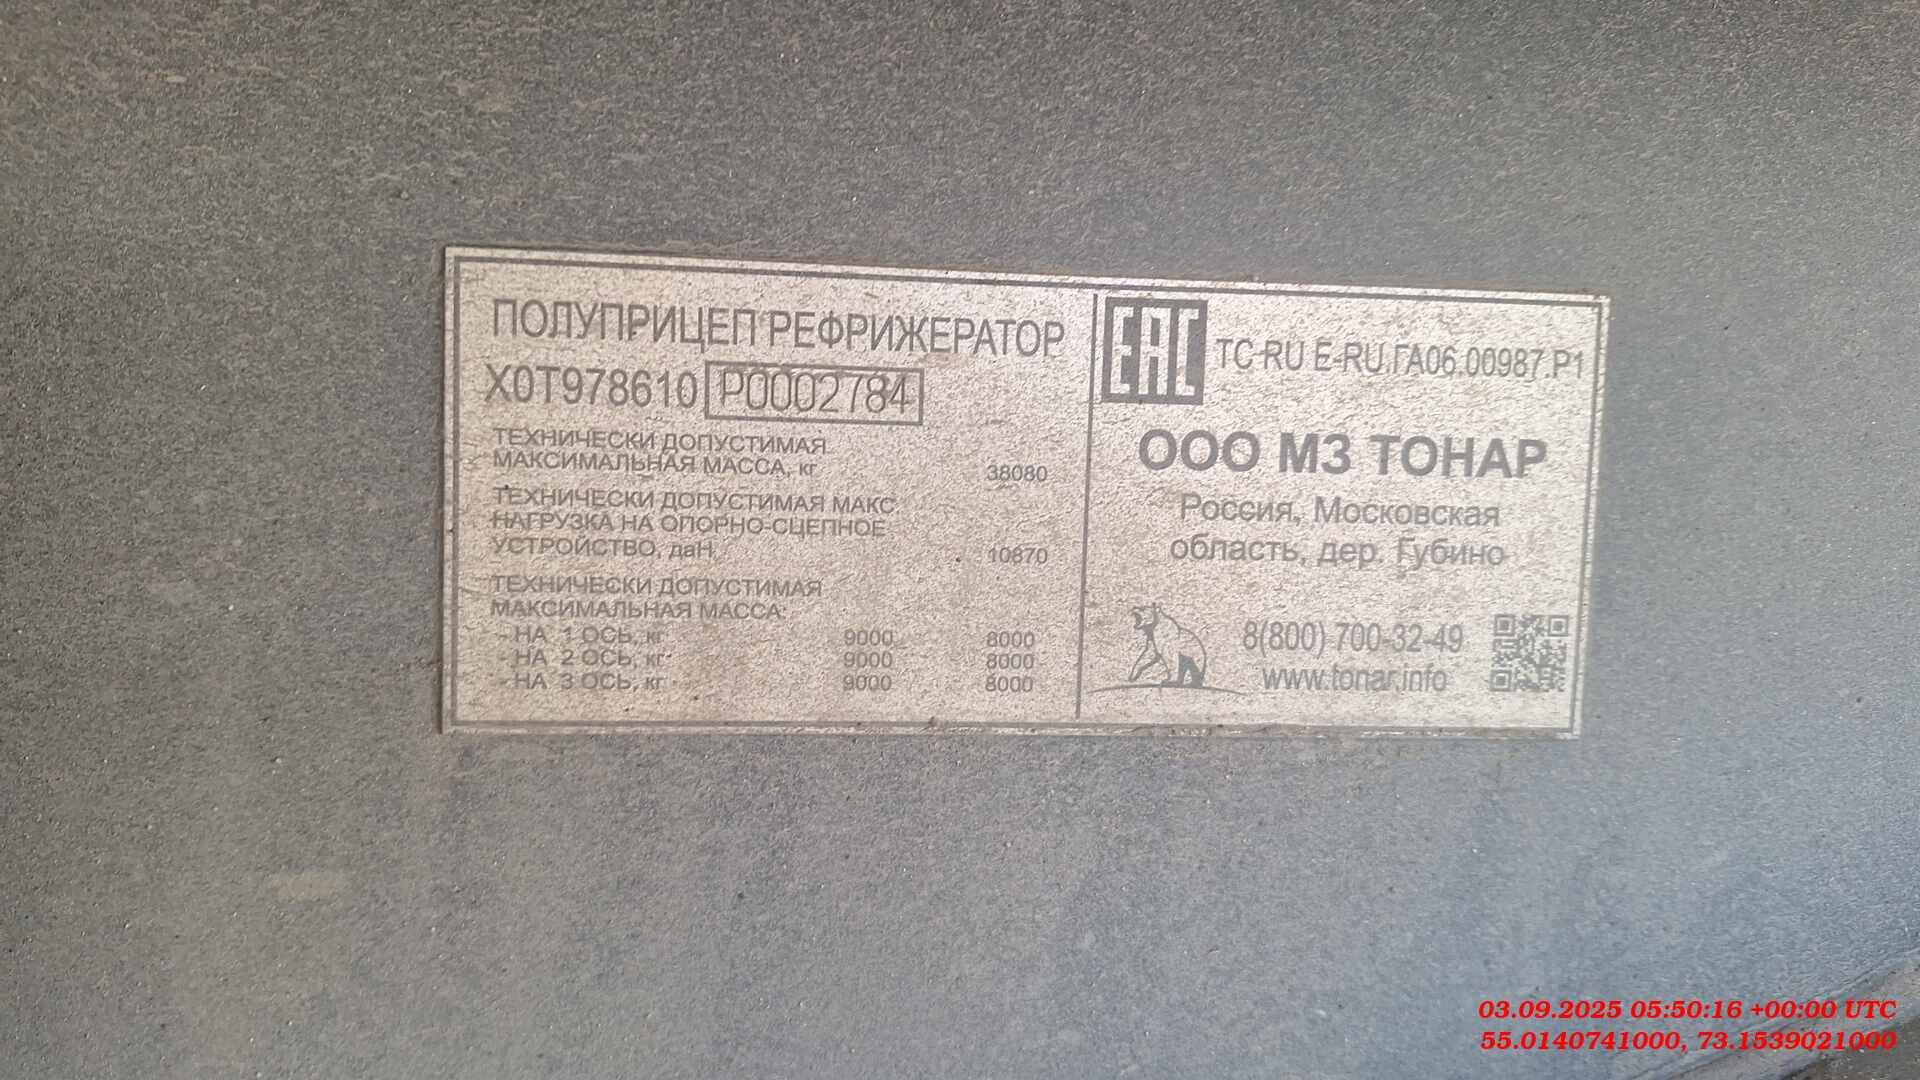 ПОЛУПРИЦЕП РЕФРИЖЕРАТОР
X0T978610 P0002784
ТЕХНИЧЕСКИ ДОПУСТИМАЯ
МАКСИМАЛЬНАЯ МАССА, кг 38080
ТЕХНИЧЕСКИ ДОПУСТИМАЯ МАКС.
НАГРУЗКА НА ОПОРНО-СЦЕПНОЕ
УСТРОЙСТВО, даН, 10870
ТЕХНИЧЕСКИ ДОПУСТИМАЯ
МАКСИМАЛЬНАЯ МАССА:
- НА 1 ОСЬ, кг 9000 8000
- НА 2 ОСЬ, кг 9000 8000
- НА 3 ОСЬ, кг 9000 8000
EAC TC-RU E-RU.ГА06.00987.P1
ООО МЗ ТОНАР
Россия, Московская
область, дер. Губино
8(800) 700-32-49
www.tonar.info
03.09.2025 05:50:16 +00:00 UTC
55.0140741000, 73.1539021000